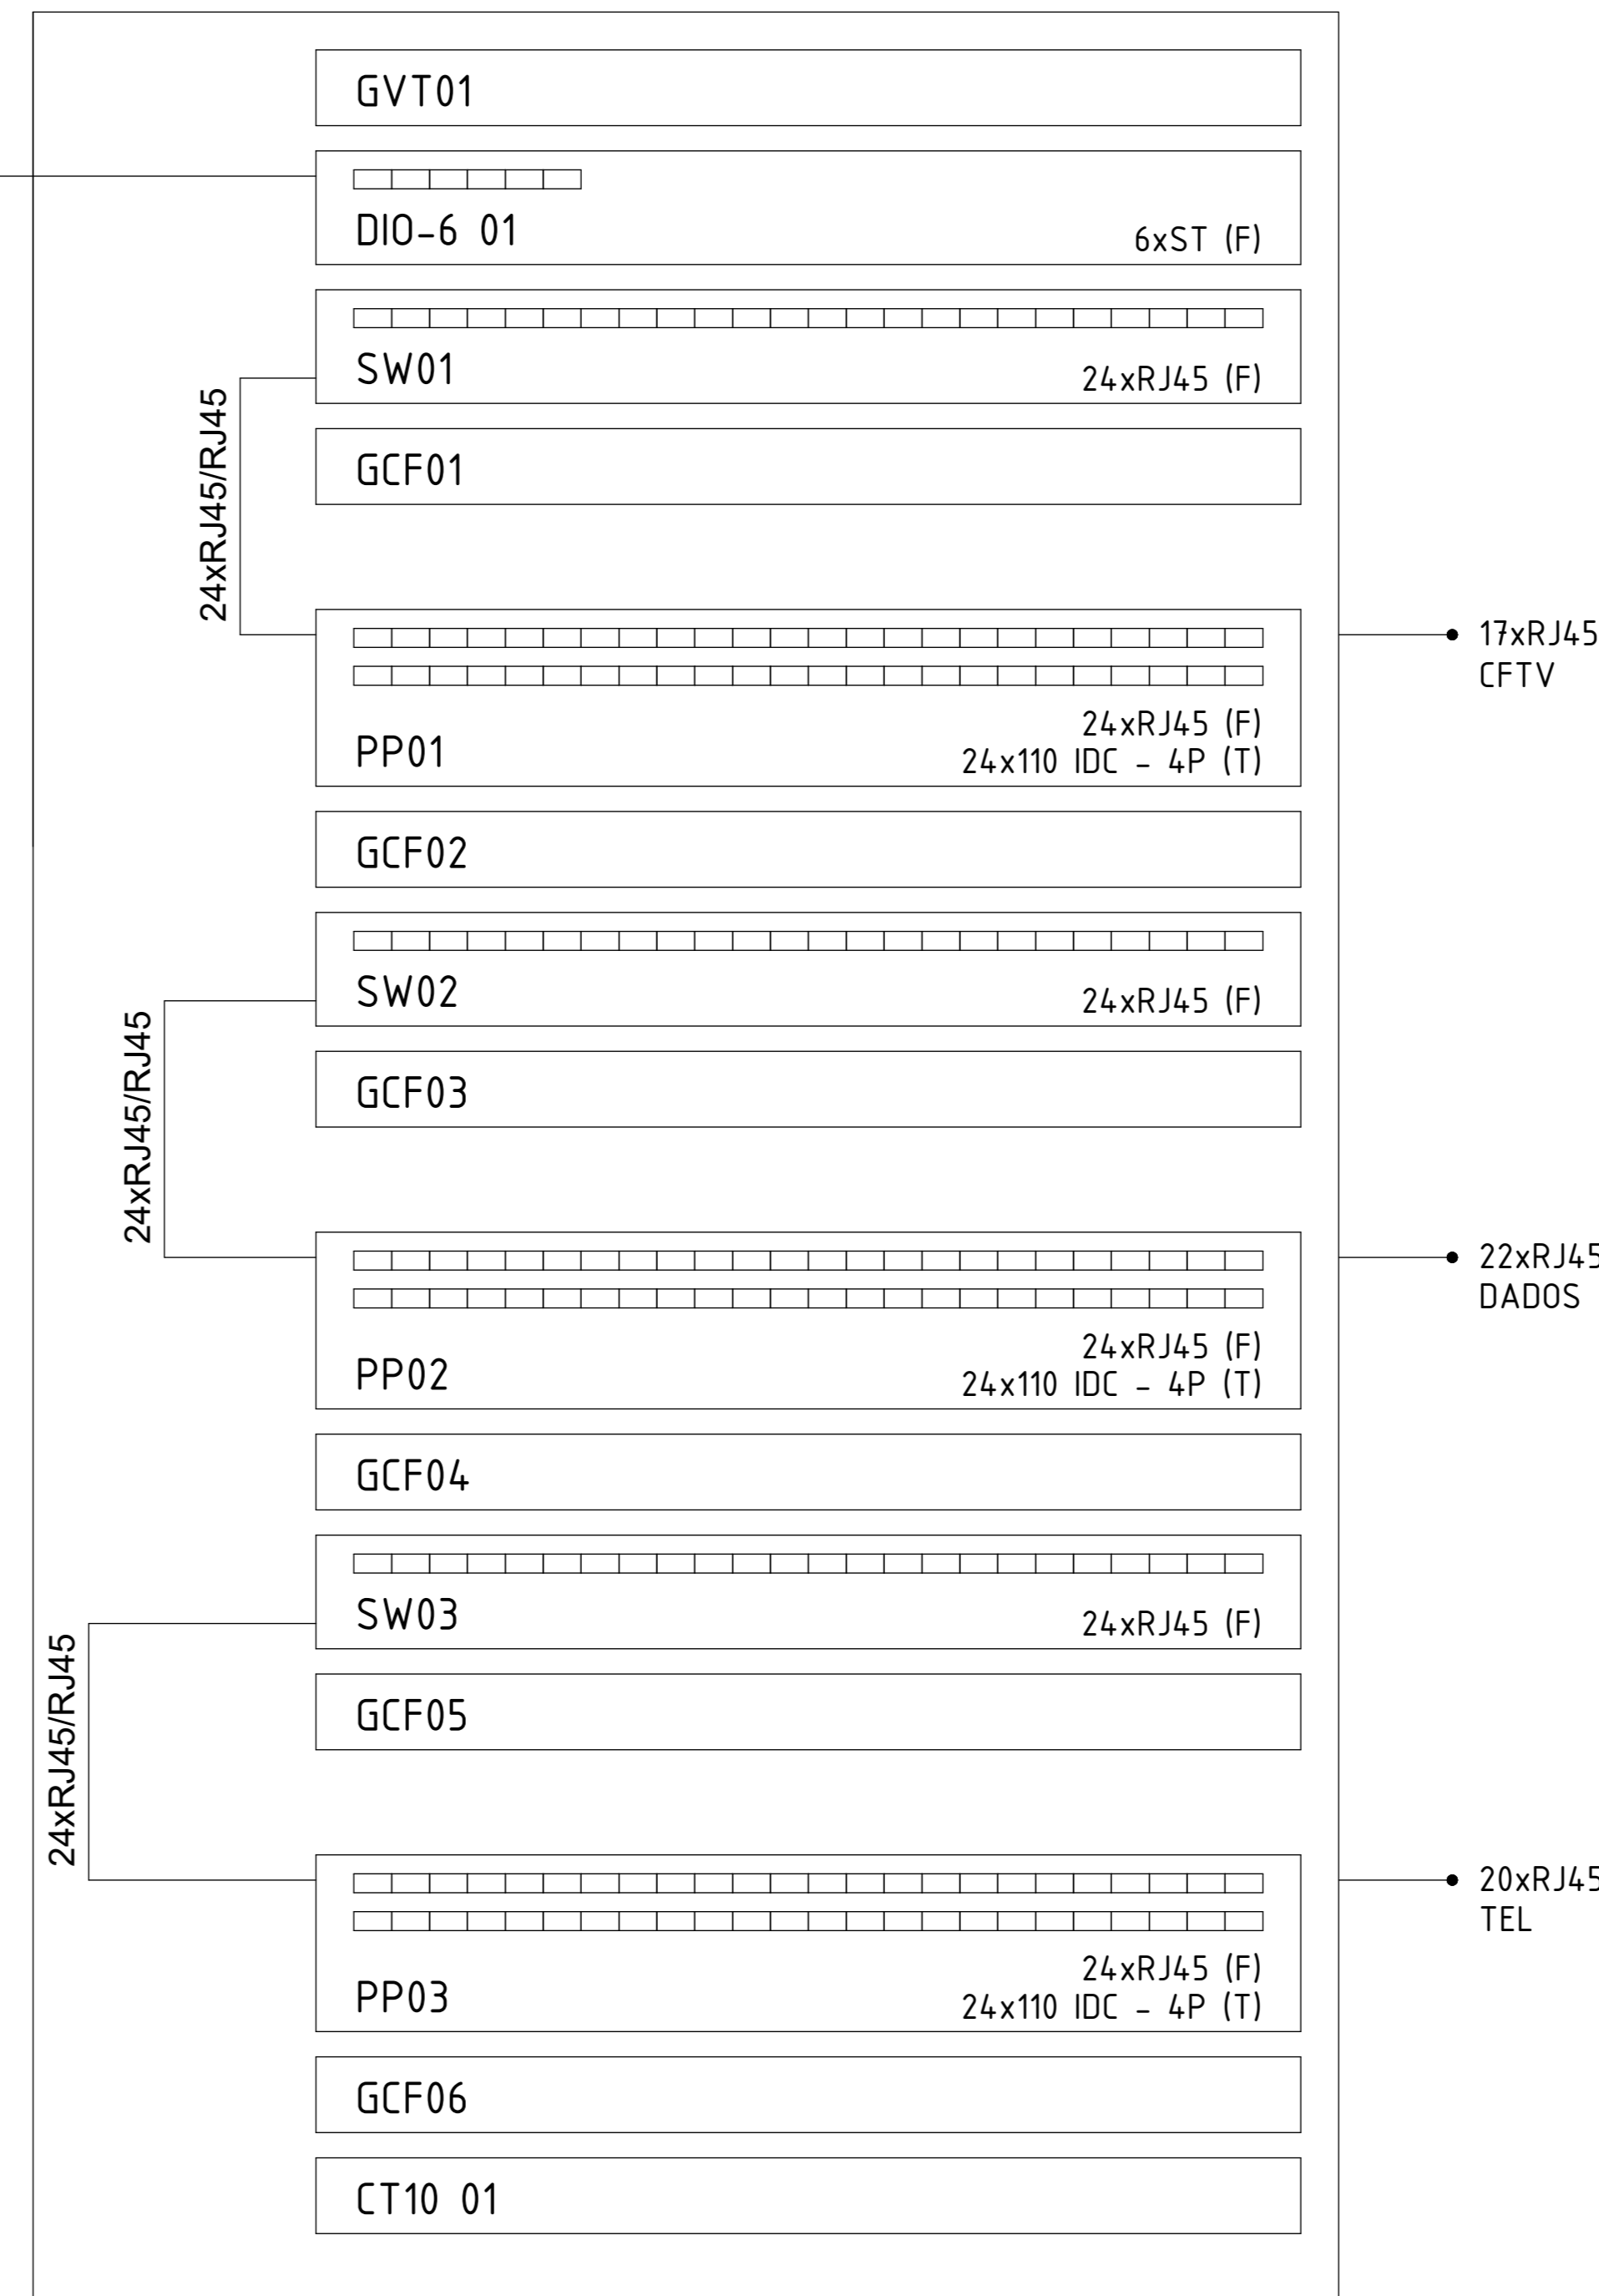 GVT01
DIO-6 01
6xST (F)
SW01
24xRJ45 (F)
24xRJ45/RJ45
GCF01
17xRJ45
CFTV
PP01
24xRJ45 (F)
24x110 IDC - 4P (T)
GCF02
SW02
24xRJ45 (F)
24xRJ45/RJ45
GCF03
22xRJ45
DADOS
PP02
24xRJ45 (F)
24x110 IDC - 4P (T)
GCF04
SW03
24xRJ45 (F)
24xRJ45/RJ45
GCF05
20xRJ45
TEL
PP03
24xRJ45 (F)
24x110 IDC - 4P (T)
GCF06
CT10 01